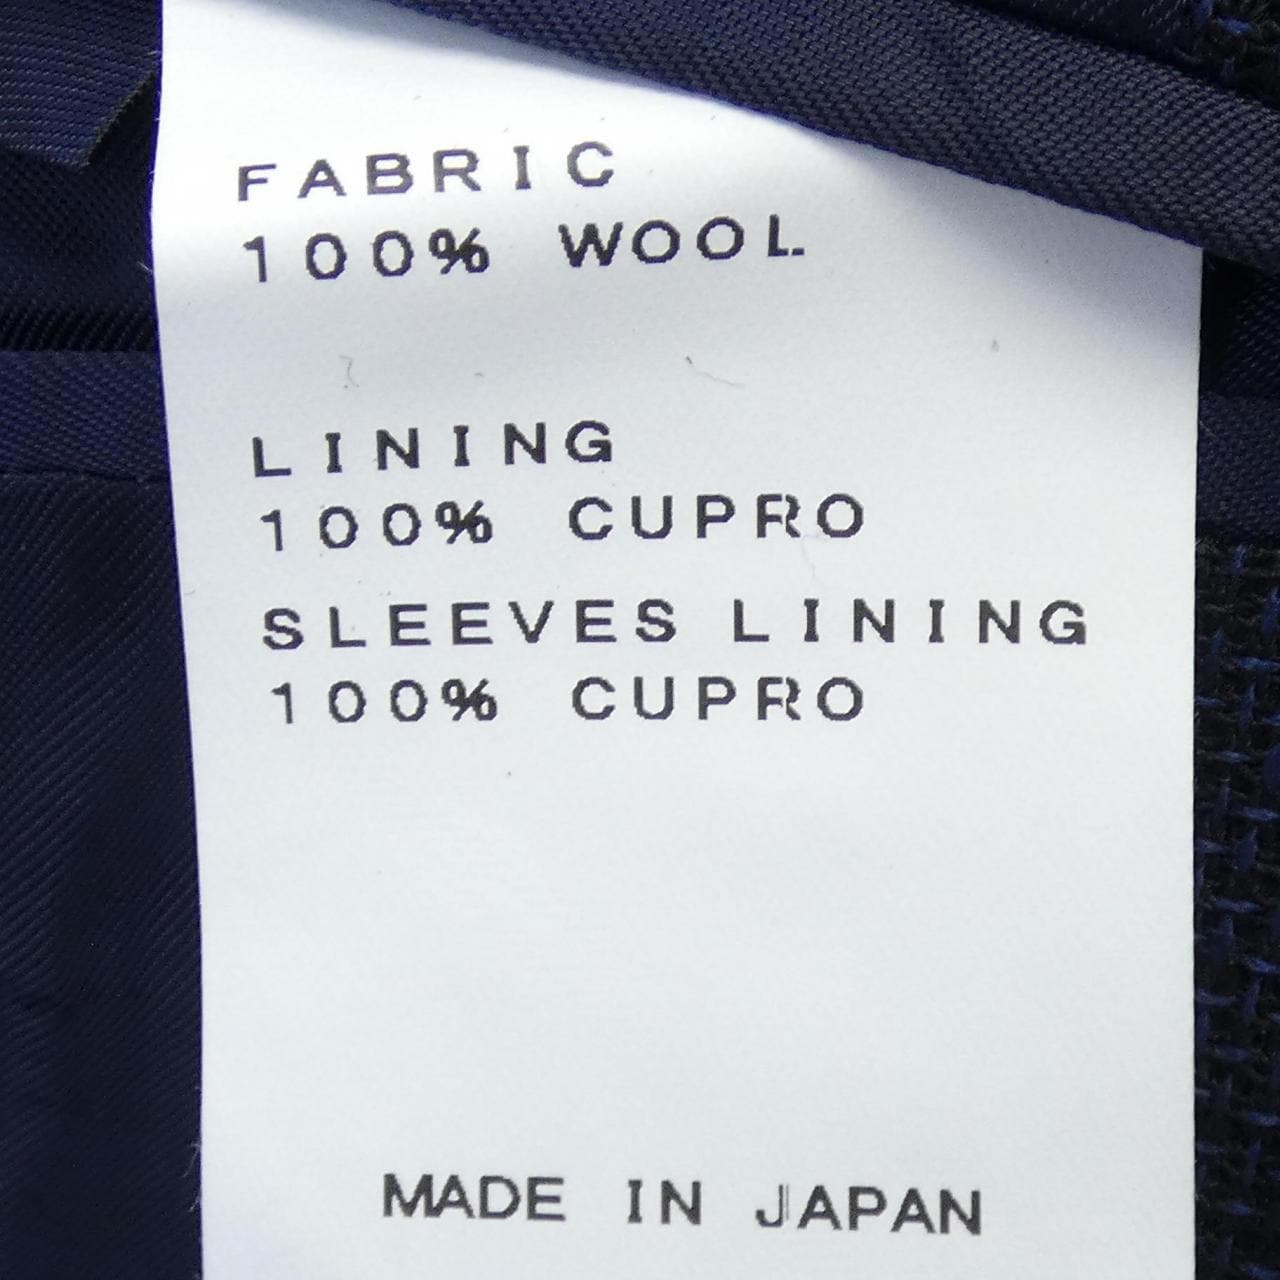 FABRIC
100% WOOL
LINING
100% CUPRO
SLEEVES LINING
100% CUPRO
MADE IN JAPAN